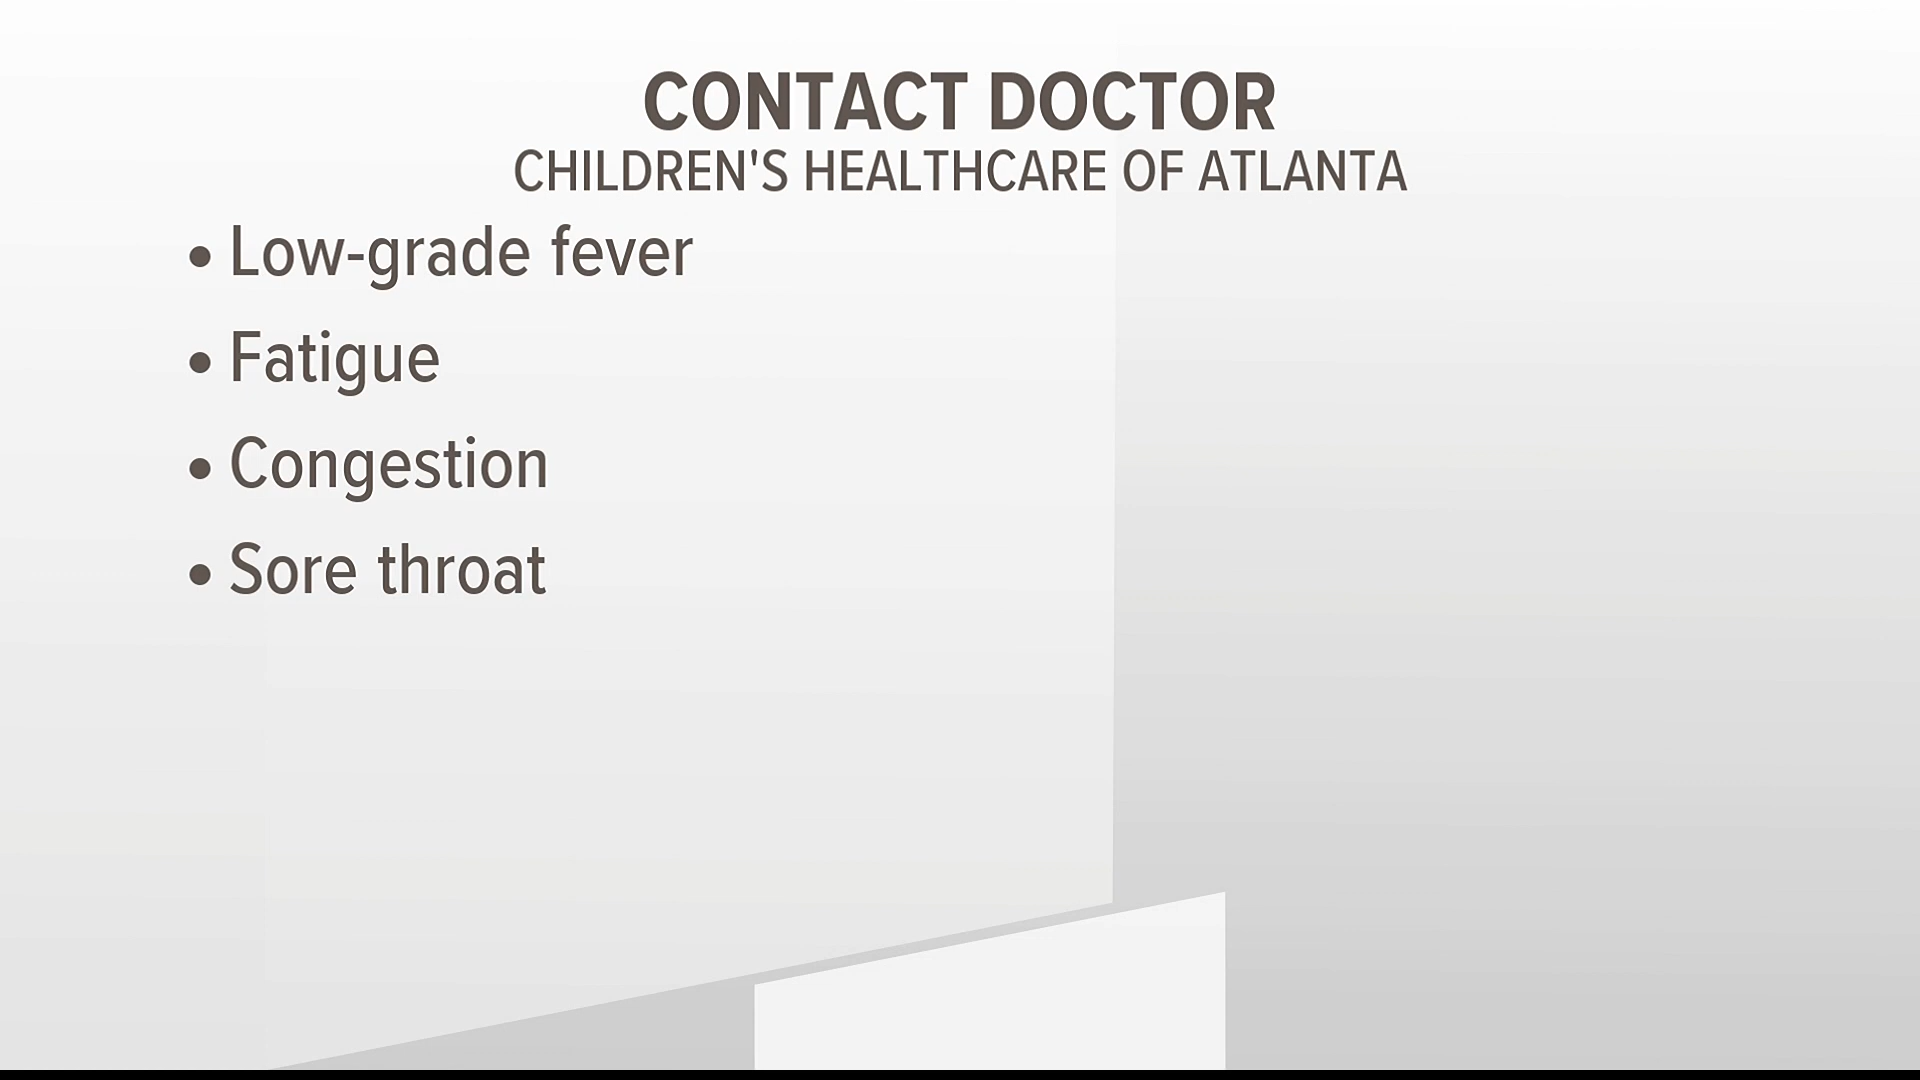 CONTACT DOCTOR
CHILDREN'S HEALTHCARE OF ATLANTA
• Low-grade fever
• Fatigue
• Congestion
• Sore throat